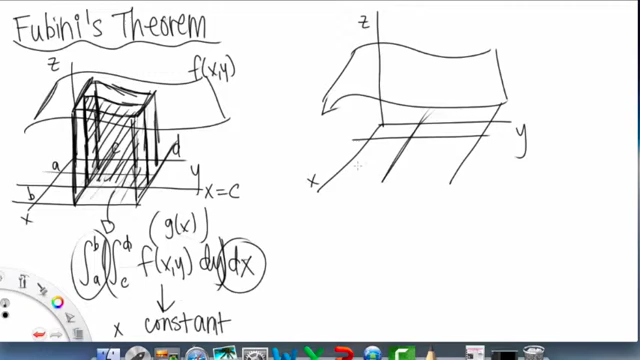 Fubini's Theorem
z
f(x,y)
a
c
d
y
b
x=c
x
(g(x))
∫ₐᵇ(∫꜀ᵈ f(x,y) dy)dx
x constant
z
y
x